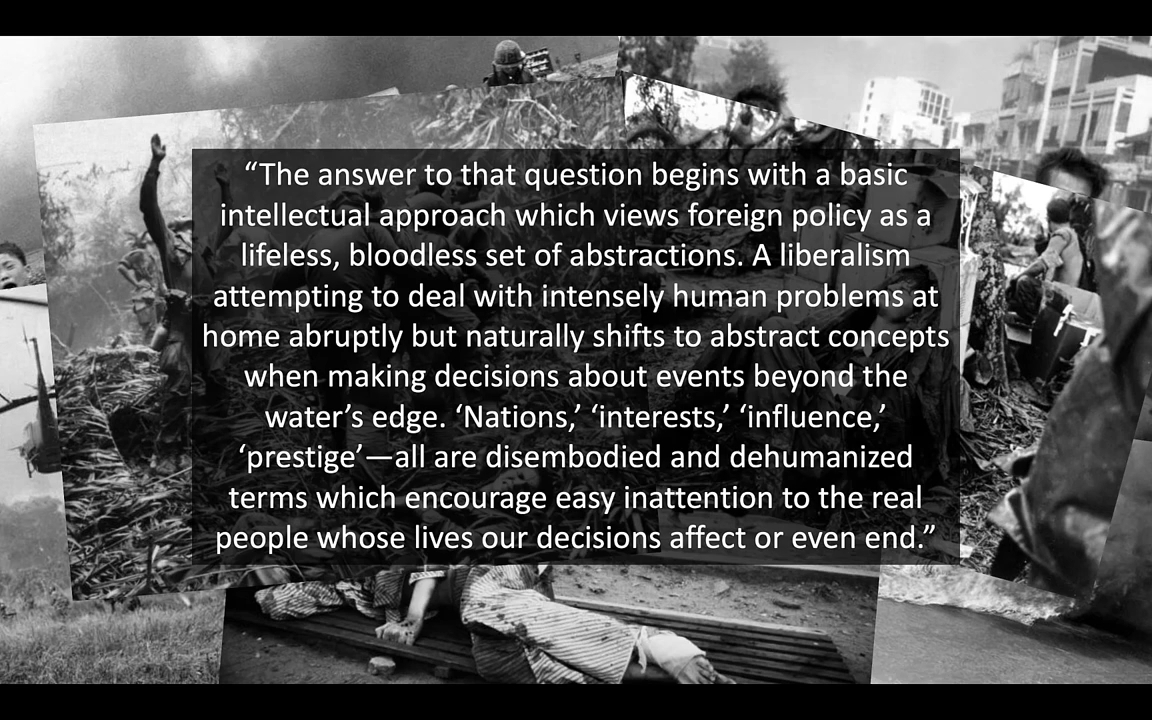 “The answer to that question begins with a basic
intellectual approach which views foreign policy as a
lifeless, bloodless set of abstractions. A liberalism
attempting to deal with intensely human problems at
home abruptly but naturally shifts to abstract concepts
when making decisions about events beyond the
water’s edge. ‘Nations,’ ‘interests,’ ‘influence,’
‘prestige’—all are disembodied and dehumanized
terms which encourage easy inattention to the real
people whose lives our decisions affect or even end.”